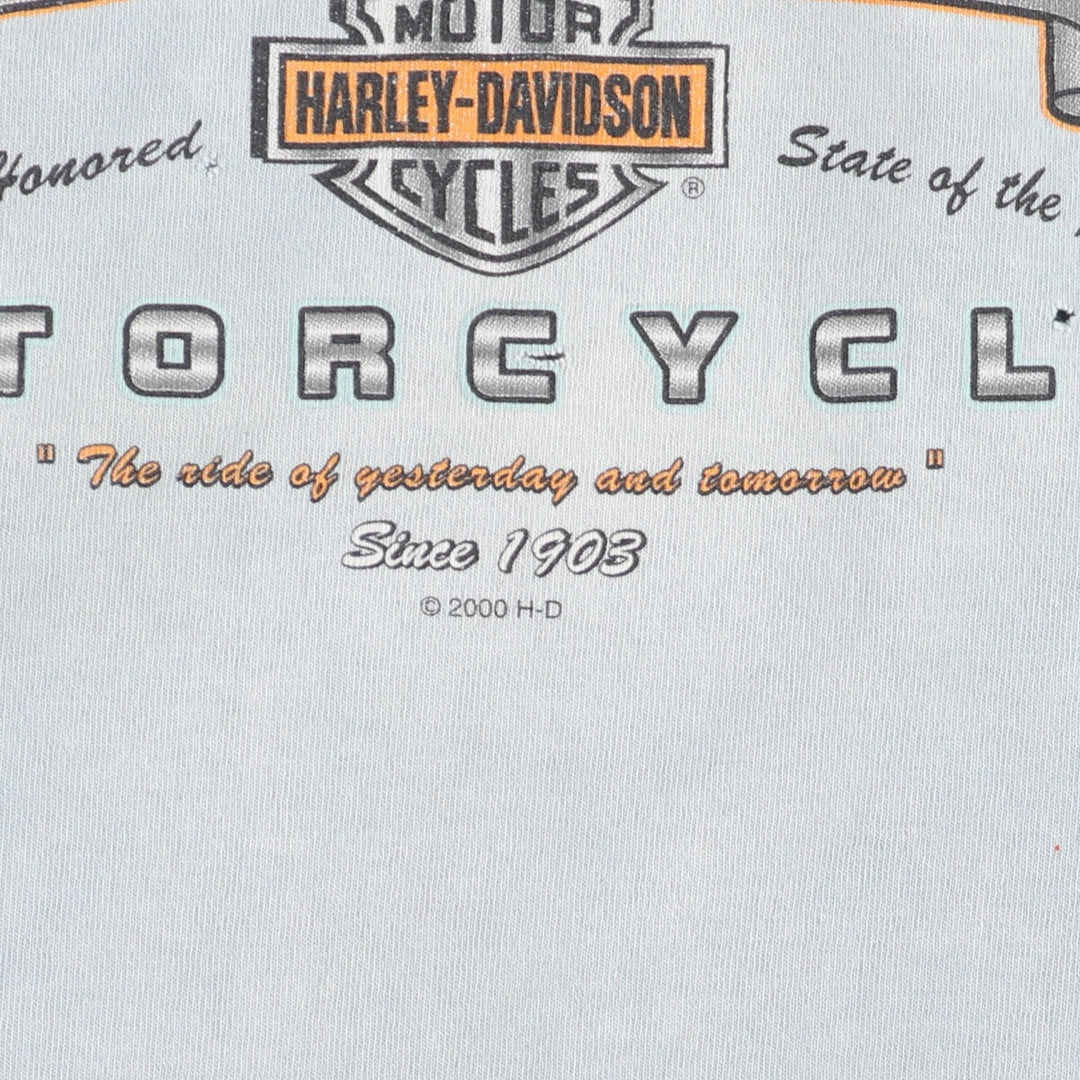 MOTOR
HARLEY-DAVIDSON
CYCLES ®
Honored
State of the
TORCYCL
" The ride of yesterday and tomorrow "
Since 1903
© 2000 H-D